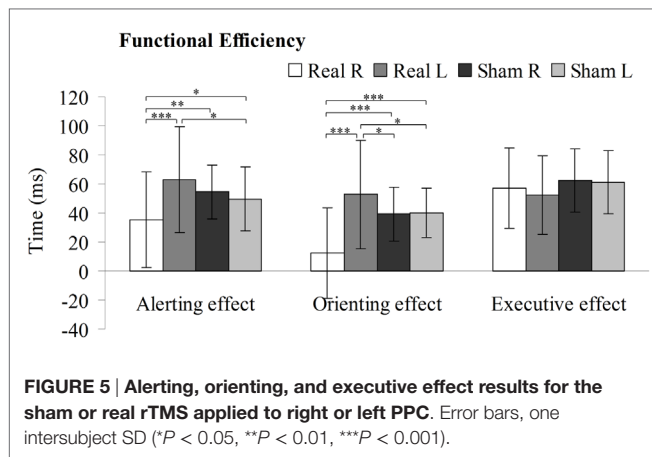 Functional Efficiency
Real R Real L Sham R Sham L
120
100
80
60
40
20
0
-20
-40
Time (ms)
* 
** 
*** *
***
***
*** *
*
Alerting effect Orienting effect Executive effect
FIGURE 5 | Alerting, orienting, and executive effect results for the
sham or real rTMS applied to right or left PPC. Error bars, one
intersubject SD (*P < 0.05, **P < 0.01, ***P < 0.001).